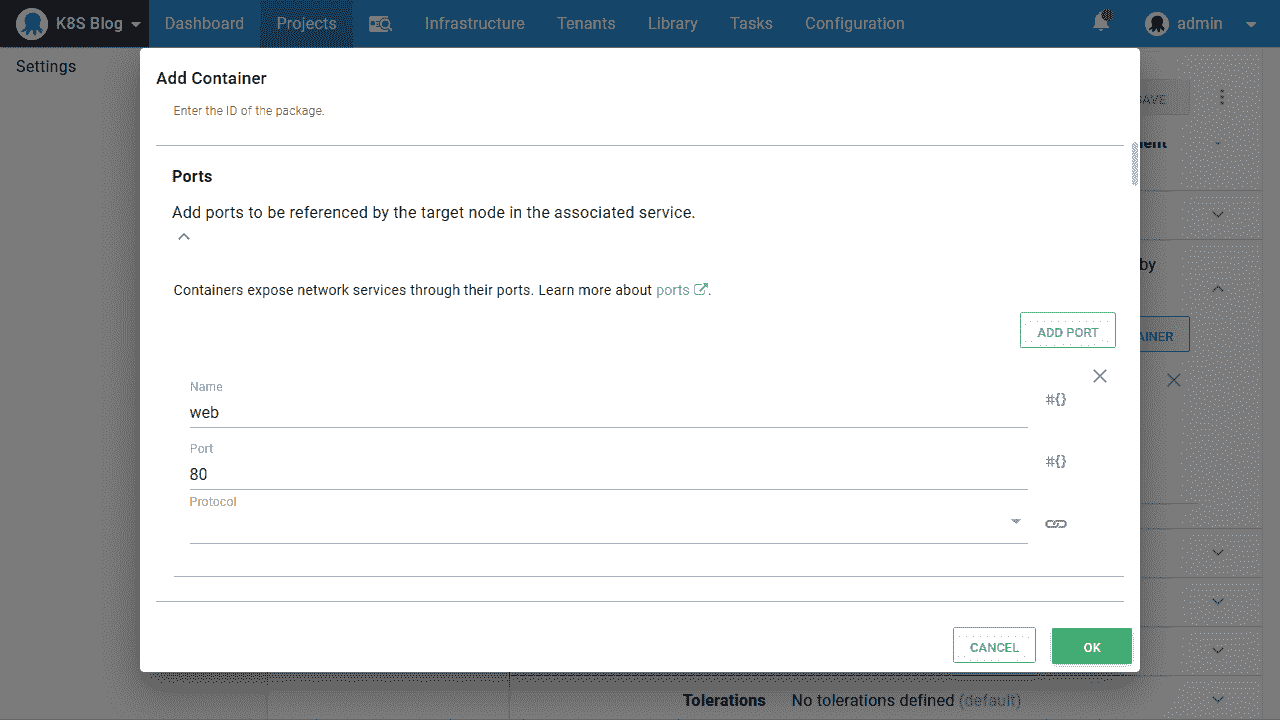 K8S Blog
Dashboard
Projects
Infrastructure
Tenants
Library
Tasks
Configuration
admin
Settings
Add Container
Enter the ID of the package.
Ports
Add ports to be referenced by the target node in the associated service.
Containers expose network services through their ports. Learn more about ports.
ADD PORT
Name
web
#{}
Port
80
#{}
Protocol
CANCEL
OK
by
Tolerations No tolerations defined (default)